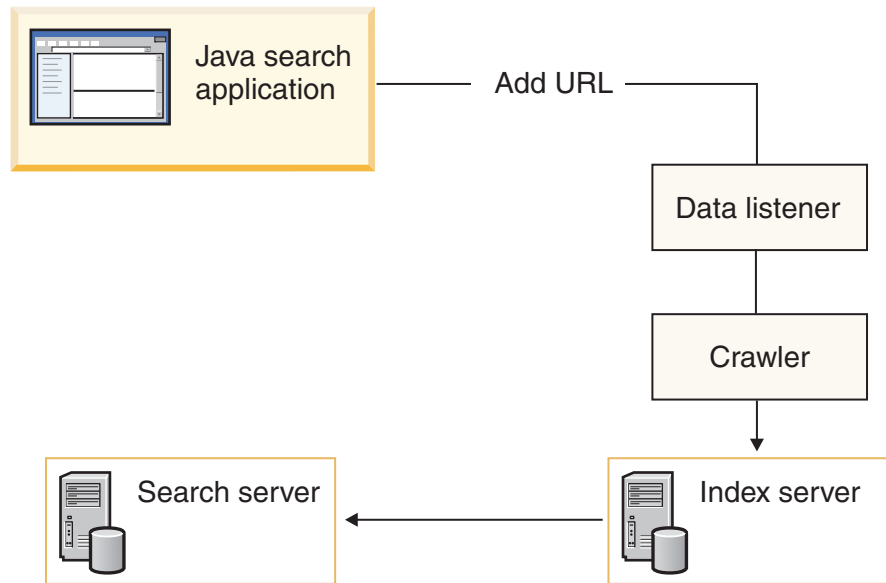 Java search
application
Add URL
Data listener
Crawler
Search server
Index server